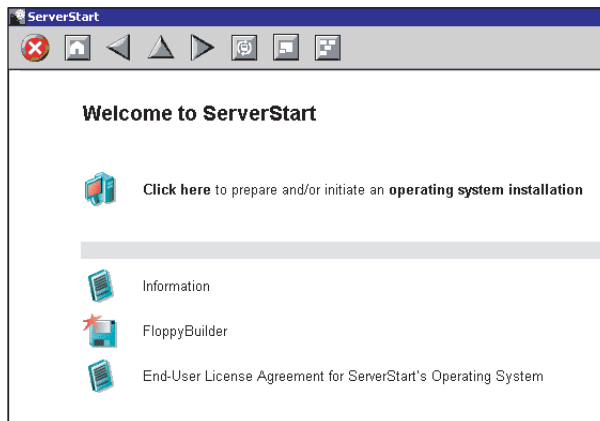 ServerStart
Welcome to ServerStart
Click here to prepare and/or initiate an operating system installation
Information
FloppyBuilder
End-User License Agreement for ServerStart's Operating System